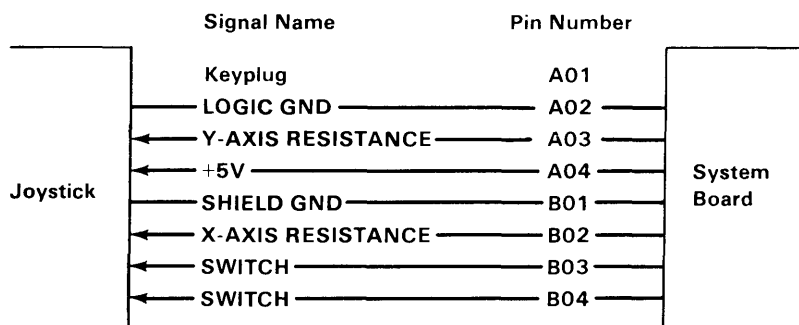 Signal Name Pin Number
Keyplug A01
LOGIC GND A02
Y-AXIS RESISTANCE A03
+5V A04
Joystick
System
Board
SHIELD GND B01
X-AXIS RESISTANCE B02
SWITCH B03
SWITCH B04